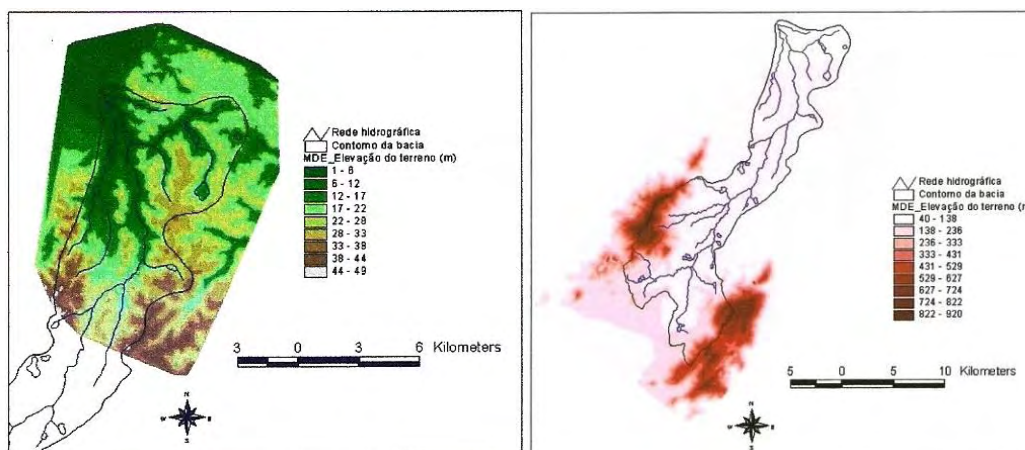 Rede hidrográfica
Contorno da bacia
MDE_Elevação do terreno (m)
1 - 6
6 - 12
12 - 17
17 - 22
22 - 28
28 - 33
33 - 38
38 - 44
44 - 49
3 0 3 6 Kilometers
N
W E
S
Rede hidrográfica
Contorno da bacia
MDE_Elevação do terreno (m
40 - 138
138 - 236
236 - 333
333 - 431
431 - 529
529 - 627
627 - 724
724 - 822
822 - 920
5 0 5 10 Kilometers
N
W E
S